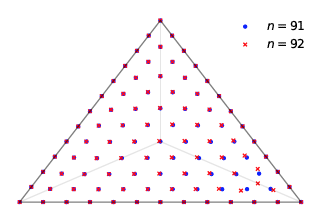 n = 91
n = 92